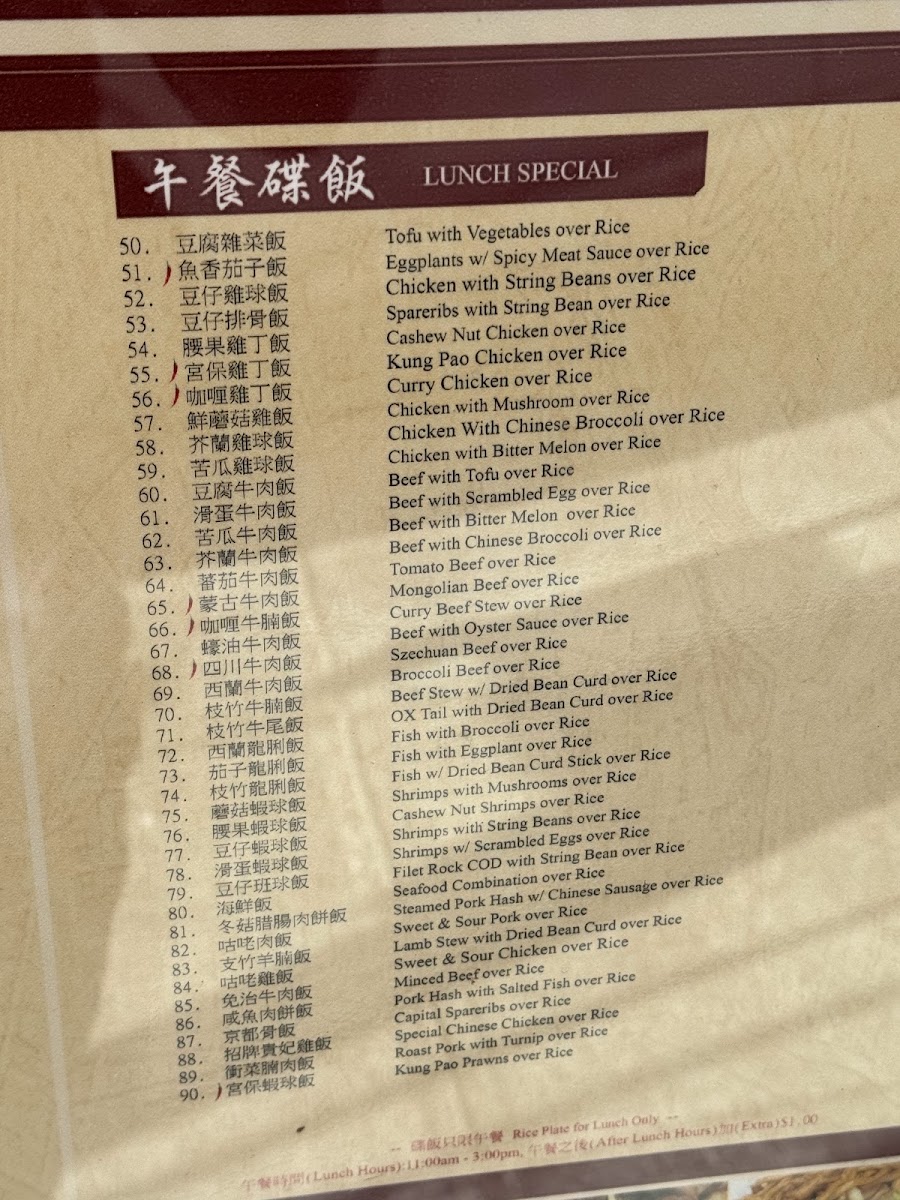 午餐碟飯 LUNCH SPECIAL
50. 豆腐雜菜飯 Tofu with Vegetables over Rice
51. 魚香茄子飯 Eggplants w/ Spicy Meat Sauce over Rice
52. 豆仔雞球飯 Chicken with String Beans over Rice
53. 豆仔排骨飯 Spareribs with String Bean over Rice
54. 腰果雞丁飯 Cashew Nut Chicken over Rice
55. 宮保雞丁飯 Kung Pao Chicken over Rice
56. 咖喱雞丁飯 Curry Chicken over Rice
57. 鮮蘑菇雞飯 Chicken with Mushroom over Rice
58. 芥蘭雞球飯 Chicken With Chinese Broccoli over Rice
59. 苦瓜雞球飯 Chicken with Bitter Melon over Rice
60. 豆腐牛肉飯 Beef with Tofu over Rice
61. 滑蛋牛肉飯 Beef with Scrambled Egg over Rice
62. 苦瓜牛肉飯 Beef with Bitter Melon over Rice
63. 芥蘭牛肉飯 Beef with Chinese Broccoli over Rice
64. 蕃茄牛肉飯 Tomato Beef over Rice
65. 蒙古牛肉飯 Mongolian Beef over Rice
66. 咖喱牛腩飯 Curry Beef Stew over Rice
67. 蠔油牛肉飯 Beef with Oyster Sauce over Rice
68. 四川牛肉飯 Szechuan Beef over Rice
69. 西蘭牛肉飯 Broccoli Beef over Rice
70. 枝竹牛腩飯 Beef Stew w/ Dried Bean Curd over Rice
71. 枝竹牛尾飯 OX Tail with Dried Bean Curd over Rice
72. 西蘭龍脷飯 Fish with Broccoli over Rice
73. 茄子龍脷飯 Fish with Eggplant over Rice
74. 枝竹龍脷飯 Fish w/ Dried Bean Curd Stick over Rice
75. 蘑菇蝦球飯 Shrimps with Mushrooms over Rice
76. 腰果蝦球飯 Cashew Nut Shrimps over Rice
77. 豆仔蝦球飯 Shrimps with String Beans over Rice
78. 滑蛋蝦球飯 Shrimps w/ Scrambled Eggs over Rice
79. 豆仔班球飯 Filet Rock COD with String Bean over Rice
80. 海鮮飯 Seafood Combination over Rice
81. 冬菇腊腸肉餅飯 Steamed Pork Hash w/ Chinese Sausage over Rice
82. 咕咾肉飯 Sweet & Sour Pork over Rice
83. 支竹羊腩飯 Lamb Stew with Dried Bean Curd over Rice
84. 咕咾雞飯 Sweet & Sour Chicken over Rice
85. 免治牛肉飯 Minced Beef over Rice
86. 咸魚肉餅飯 Pork Hash with Salted Fish over Rice
87. 京都骨飯 Capital Spareribs over Rice
88. 招牌貴妃雞飯 Special Chinese Chicken over Rice
89. 衝菜腩肉飯 Roast Pork with Turnip over Rice
90. 宮保蝦球飯 Kung Pao Prawns over Rice
-- 碟飯只限午餐 Rice Plate for Lunch Only --
午餐時間(Lunch Hours):11:00am - 3:00pm, 午餐之後(After Lunch Hours)加(Extra)$1.00